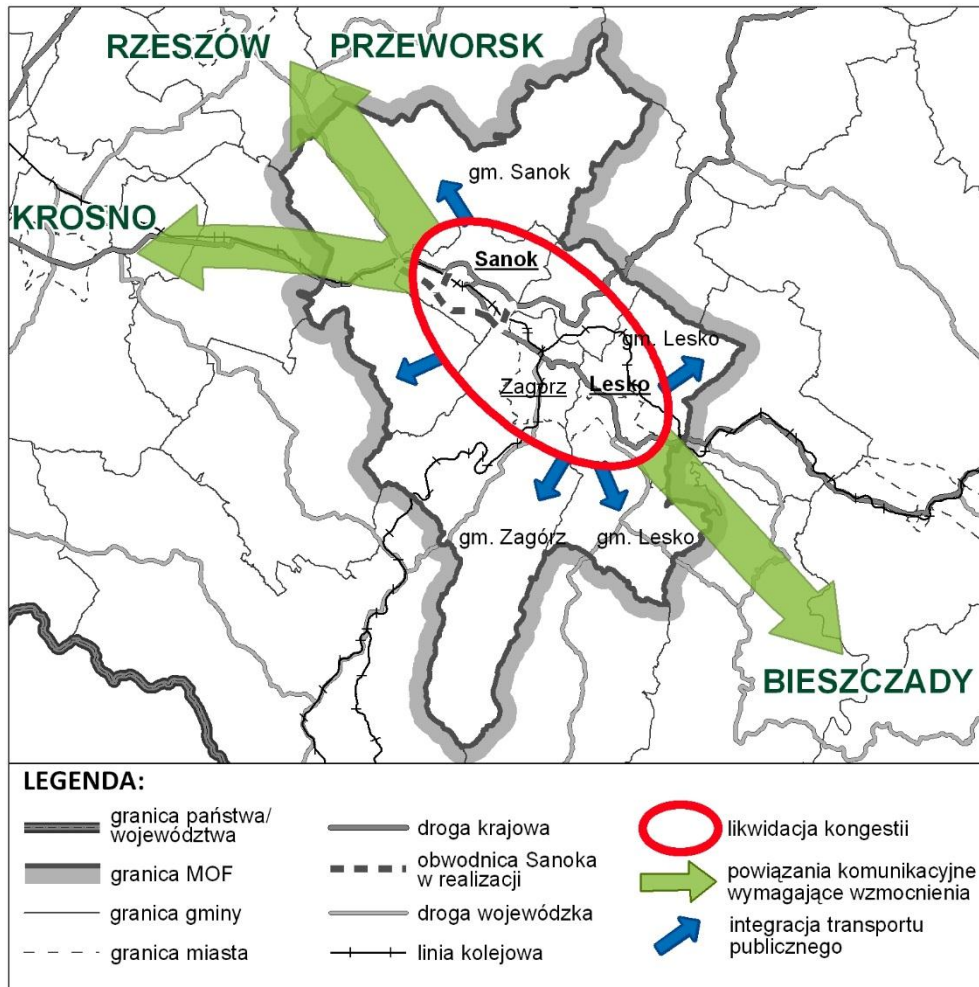 RZESZÓW PRZEWORSK
gm. Sanok
KROSNO
Sanok
gm. Lesko
Zagórz
Lesko
gm. Zagórz
gm. Lesko
BIESZCZADY
LEGENDA:
granica państwa/
województwa
granica MOF
granica gminy
granica miasta
droga krajowa
obwodnica Sanoka
w realizacji
droga wojewódzka
linia kolejowa
likwidacja kongestii
powiązania komunikacyjne
wymagające wzmocnienia
integracja transportu
publicznego